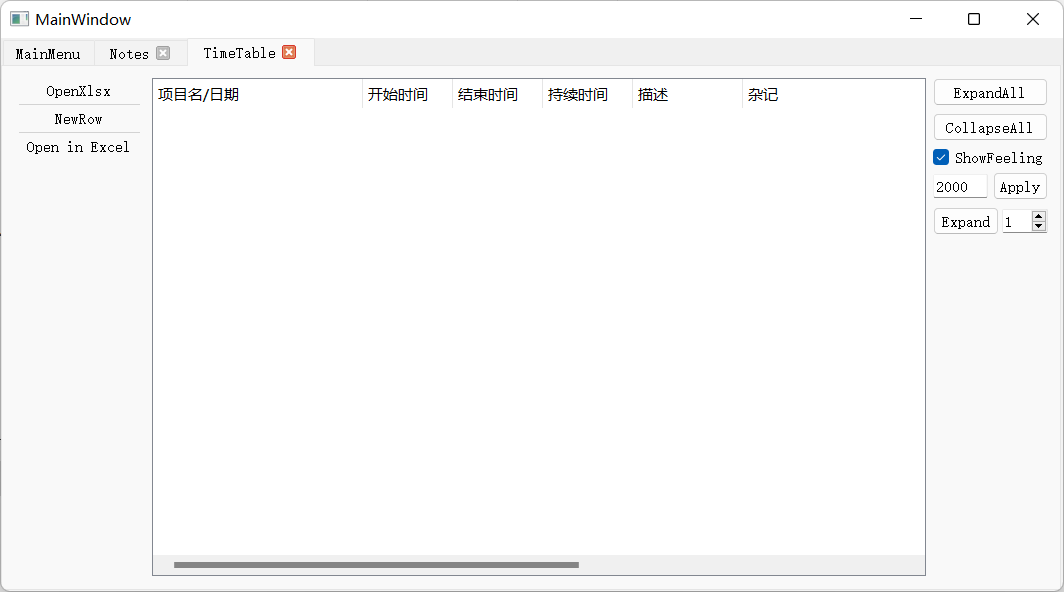 MainWindow
MainMenu Notes TimeTable
OpenXlsx
NewRow
Open in Excel
项目名/日期 开始时间 结束时间 持续时间 描述 杂记
ExpandAll
CollapseAll
ShowFeeling
2000 Apply
Expand 1